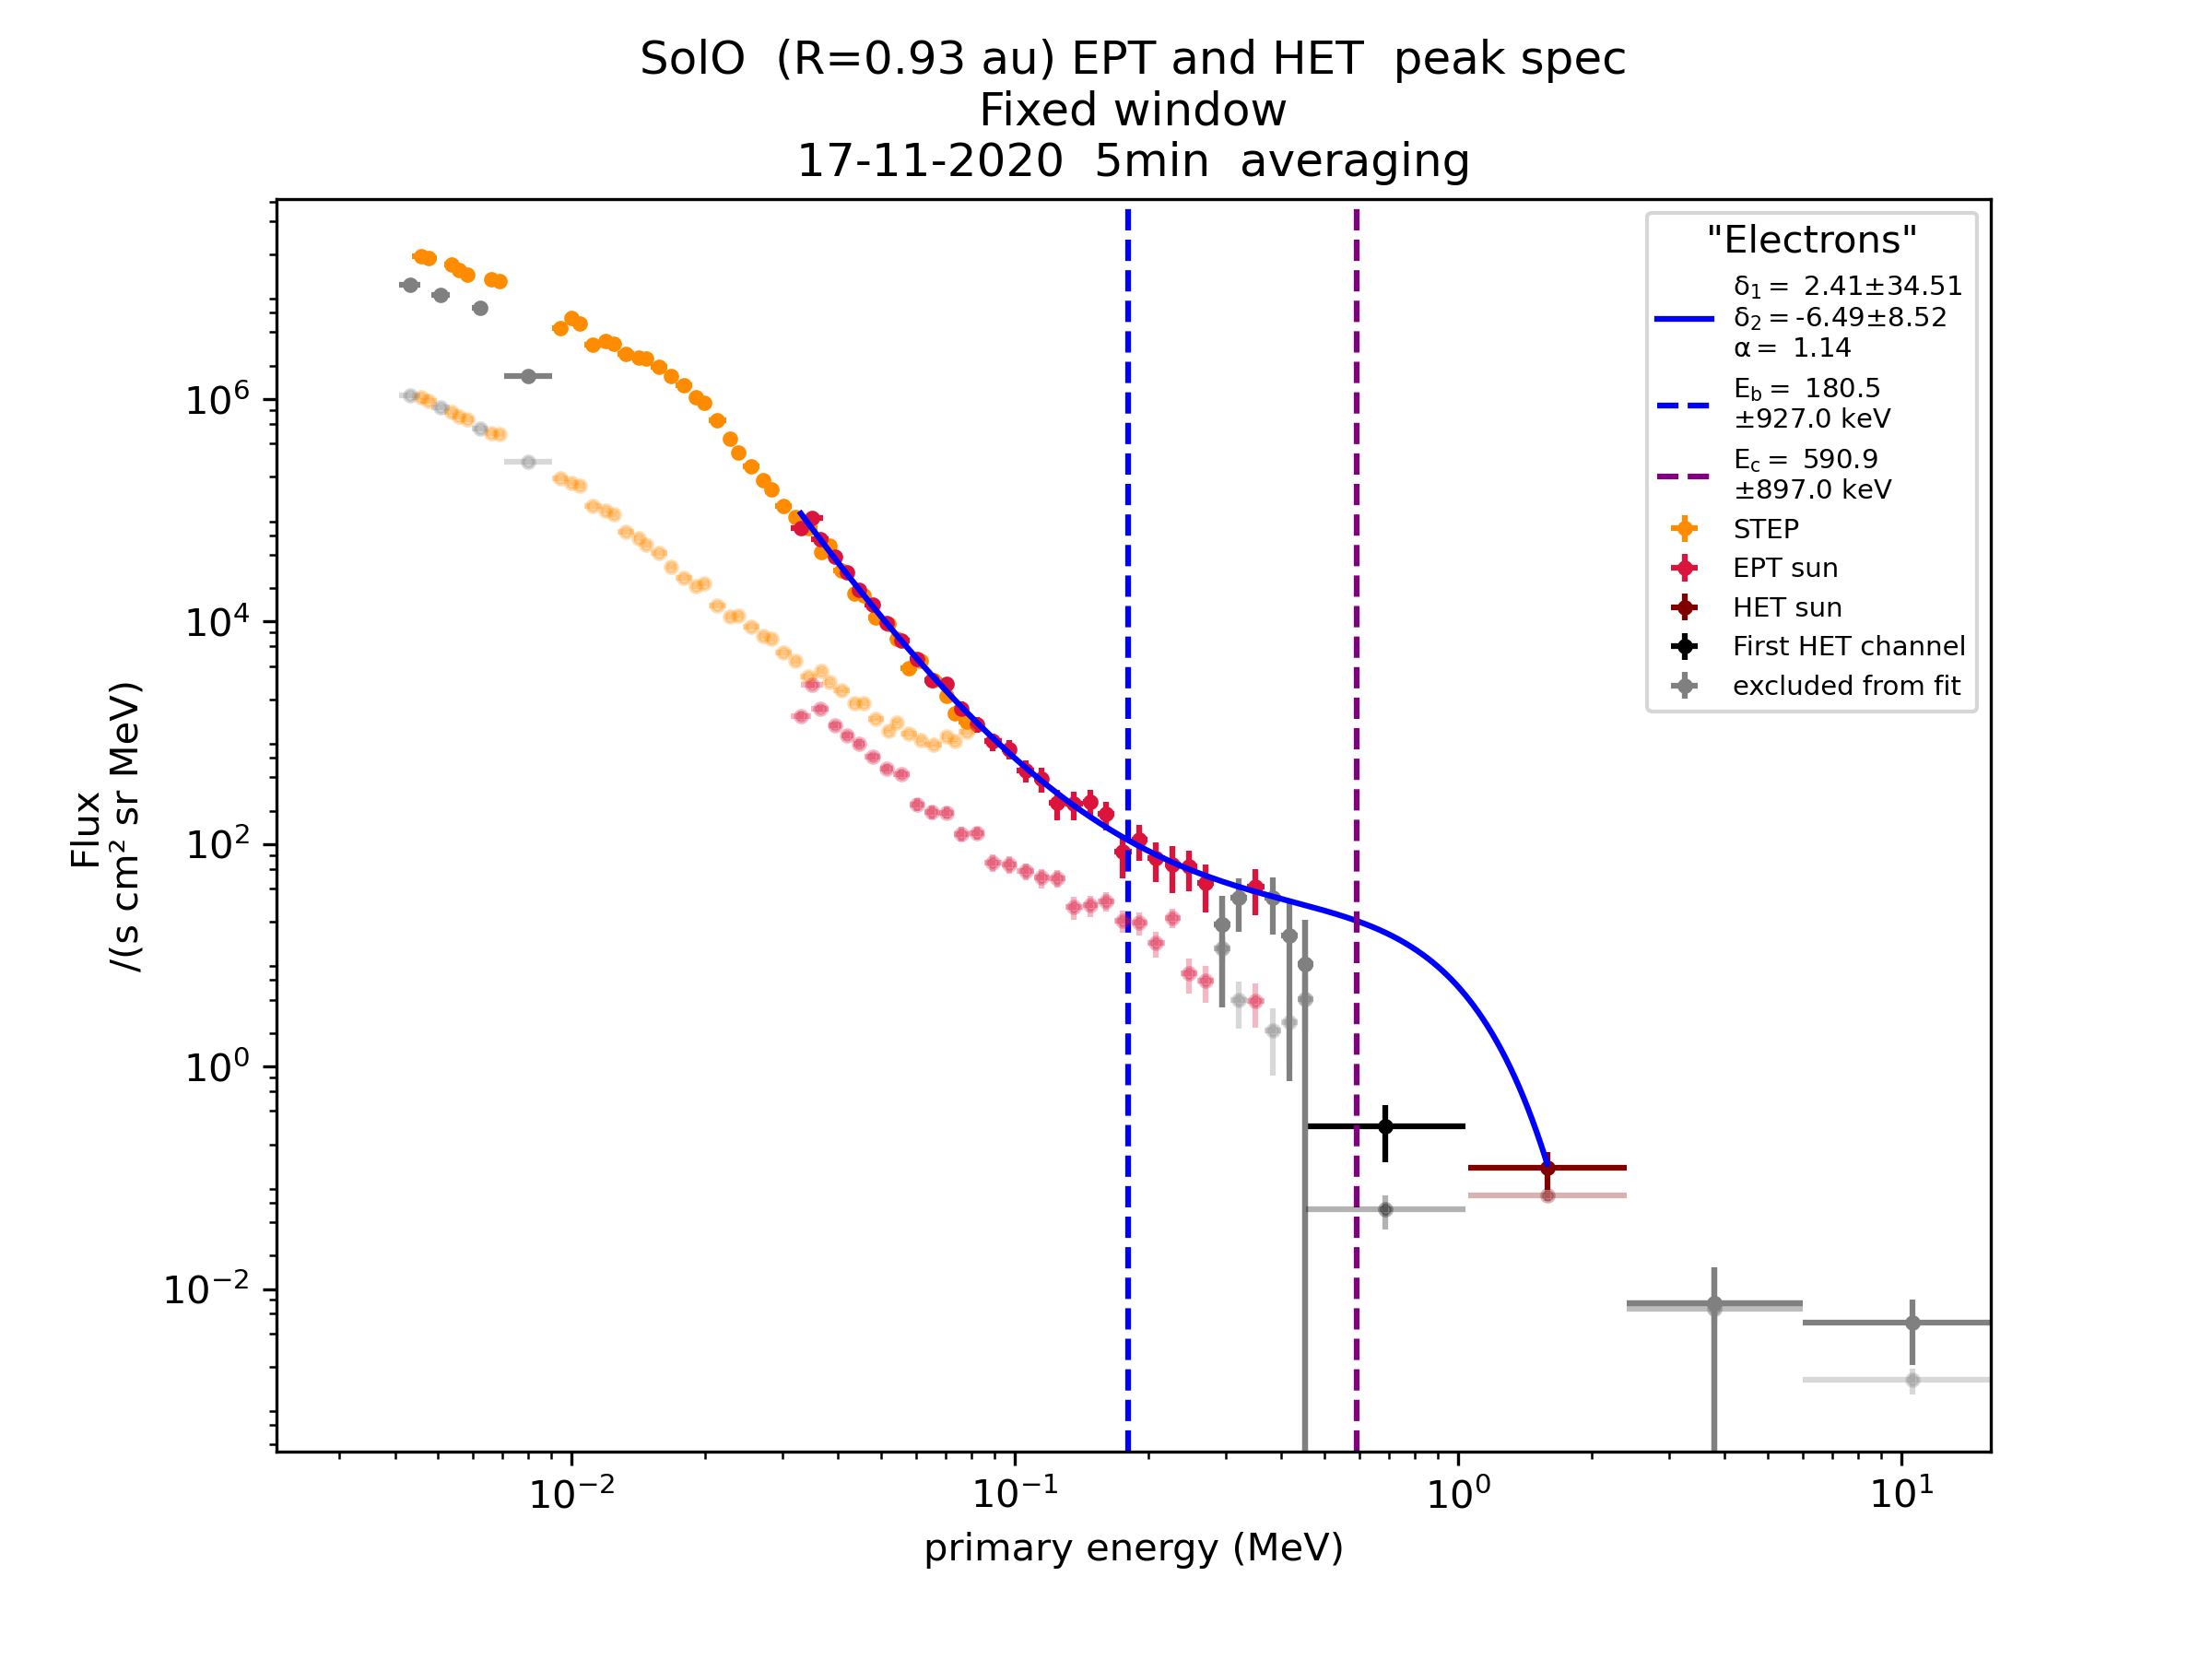 SolO  (R=0.93 au) EPT and HET  peak spec
Fixed window
17-11-2020  5min  averaging
"Electrons"
δ₁ =  2.41±34.51
δ₂ = -6.49±8.52
α =  1.14
E_b =  180.5
±927.0 keV
E_c =  590.9
±897.0 keV
STEP
EPT sun
HET sun
First HET channel
excluded from fit
Flux
/(s cm² sr MeV)
10⁶
10⁴
10²
10⁰
10⁻²
10⁻²
10⁻¹
10⁰
10¹
primary energy (MeV)